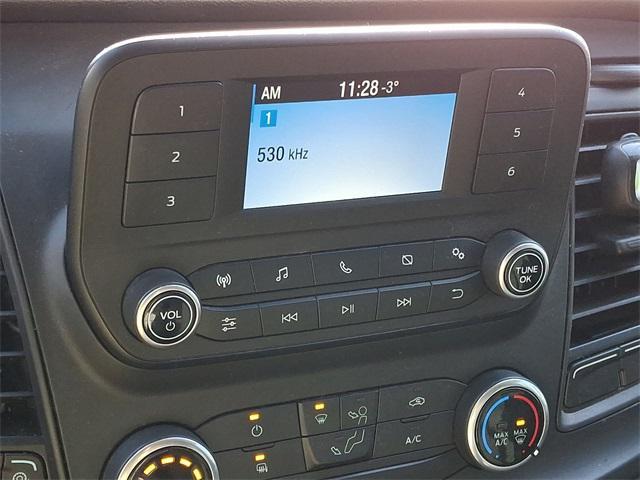 AM 11:28 -3°
1
530 kHz
1
2
3
4
5
6
VOL
TUNE
OK
A/C
MAX
A/C
MAX